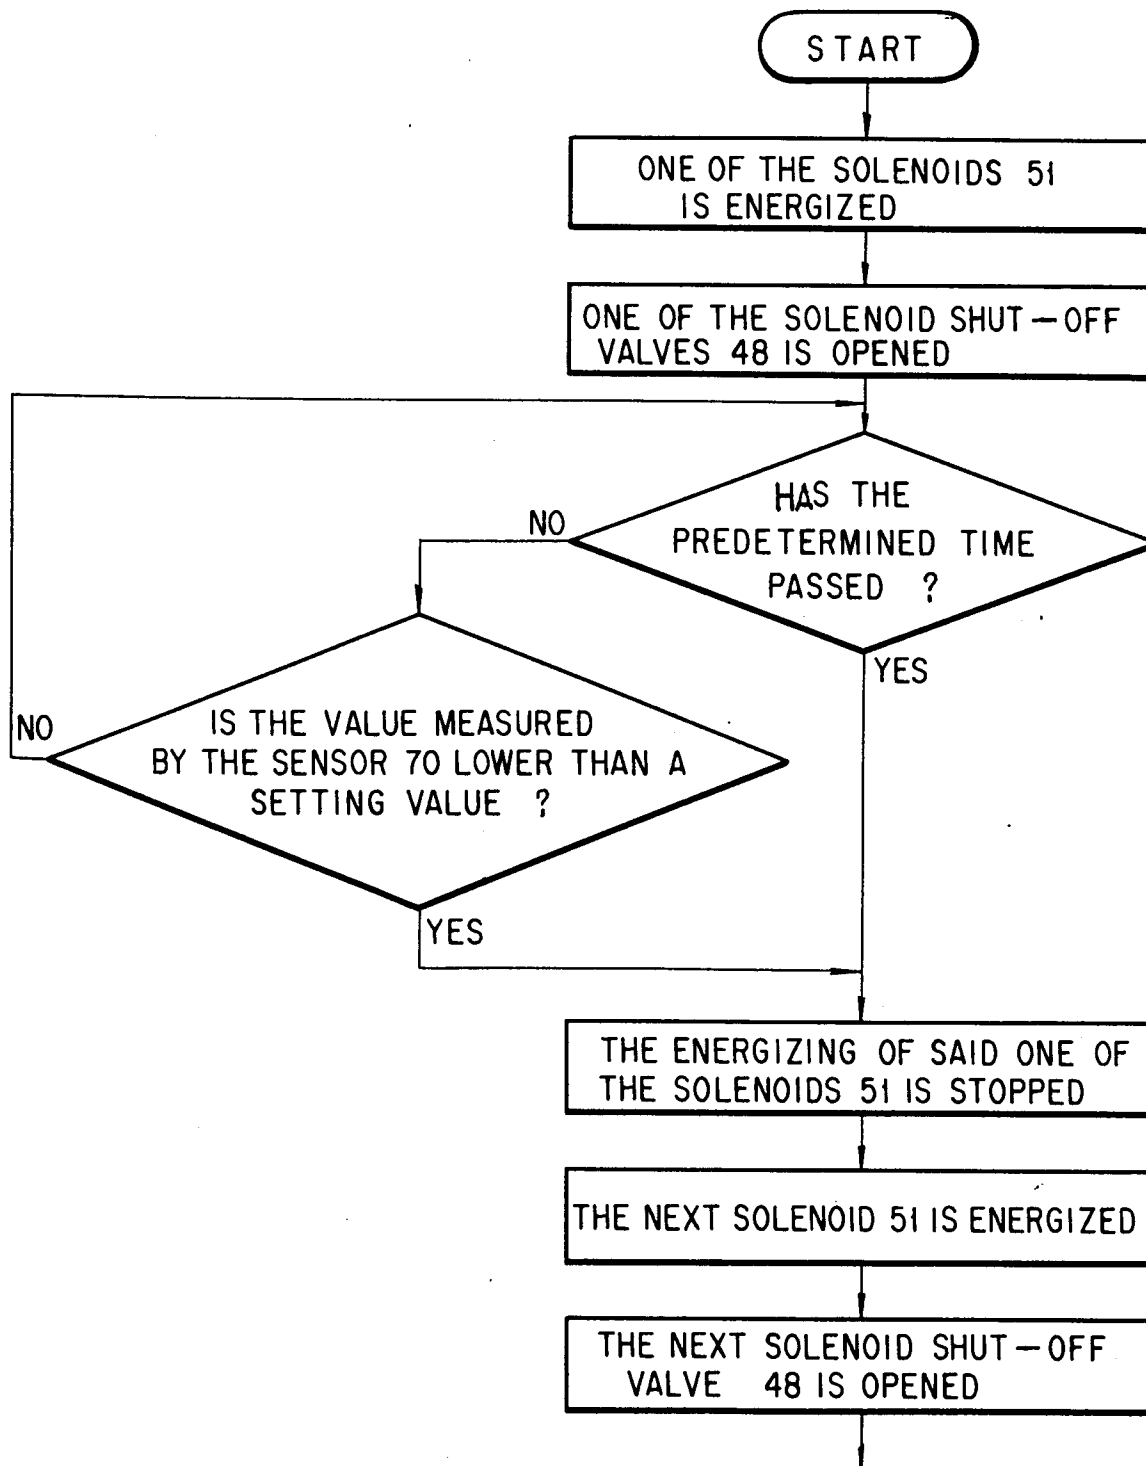 START
ONE OF THE SOLENOIDS 51
IS ENERGIZED
ONE OF THE SOLENOID SHUT-OFF
VALVES 48 IS OPENED
HAS THE
PREDETERMINED TIME
PASSED ?
NO
YES
IS THE VALUE MEASURED
BY THE SENSOR 70 LOWER THAN A
SETTING VALUE ?
NO
YES
THE ENERGIZING OF SAID ONE OF
THE SOLENOIDS 51 IS STOPPED
THE NEXT SOLENOID 51 IS ENERGIZED
THE NEXT SOLENOID SHUT-OFF
VALVE 48 IS OPENED